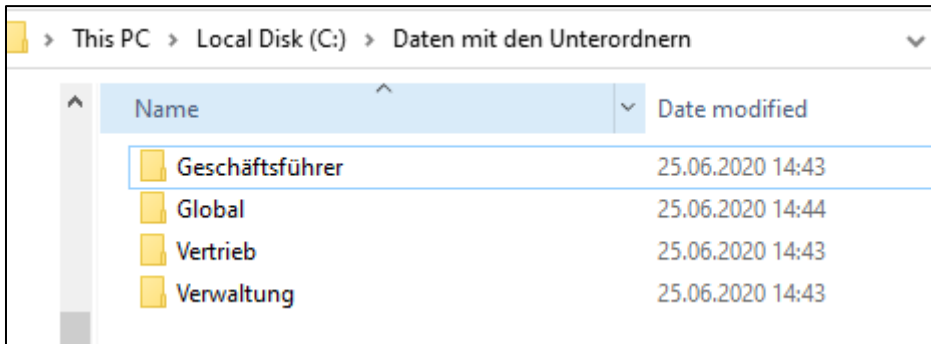 This PC > Local Disk (C:) > Daten mit den Unterordnern
Name Date modified
Geschäftsführer 25.06.2020 14:43
Global 25.06.2020 14:44
Vertrieb 25.06.2020 14:43
Verwaltung 25.06.2020 14:43